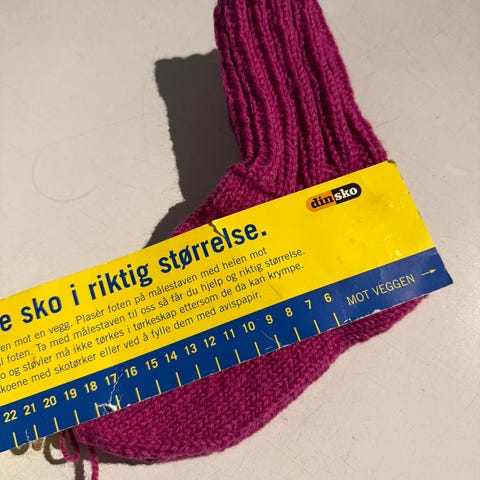 dinsko
e sko i riktig størrelse.
en mot en vegg. Plasèr foten på målestaven med helen mot
foten. Ta med målestaven til oss så får du hjelp og riktig størrelse.
o og støvler må ikke tørkes i tørkeskap ettersom de da kan krympe.
koene med skotørker eller ved å fylle dem med avispapir.
22 21 20 19 18 17 16 15 14 13 12 11 10 9 8 7 6 MOT VEGGEN →